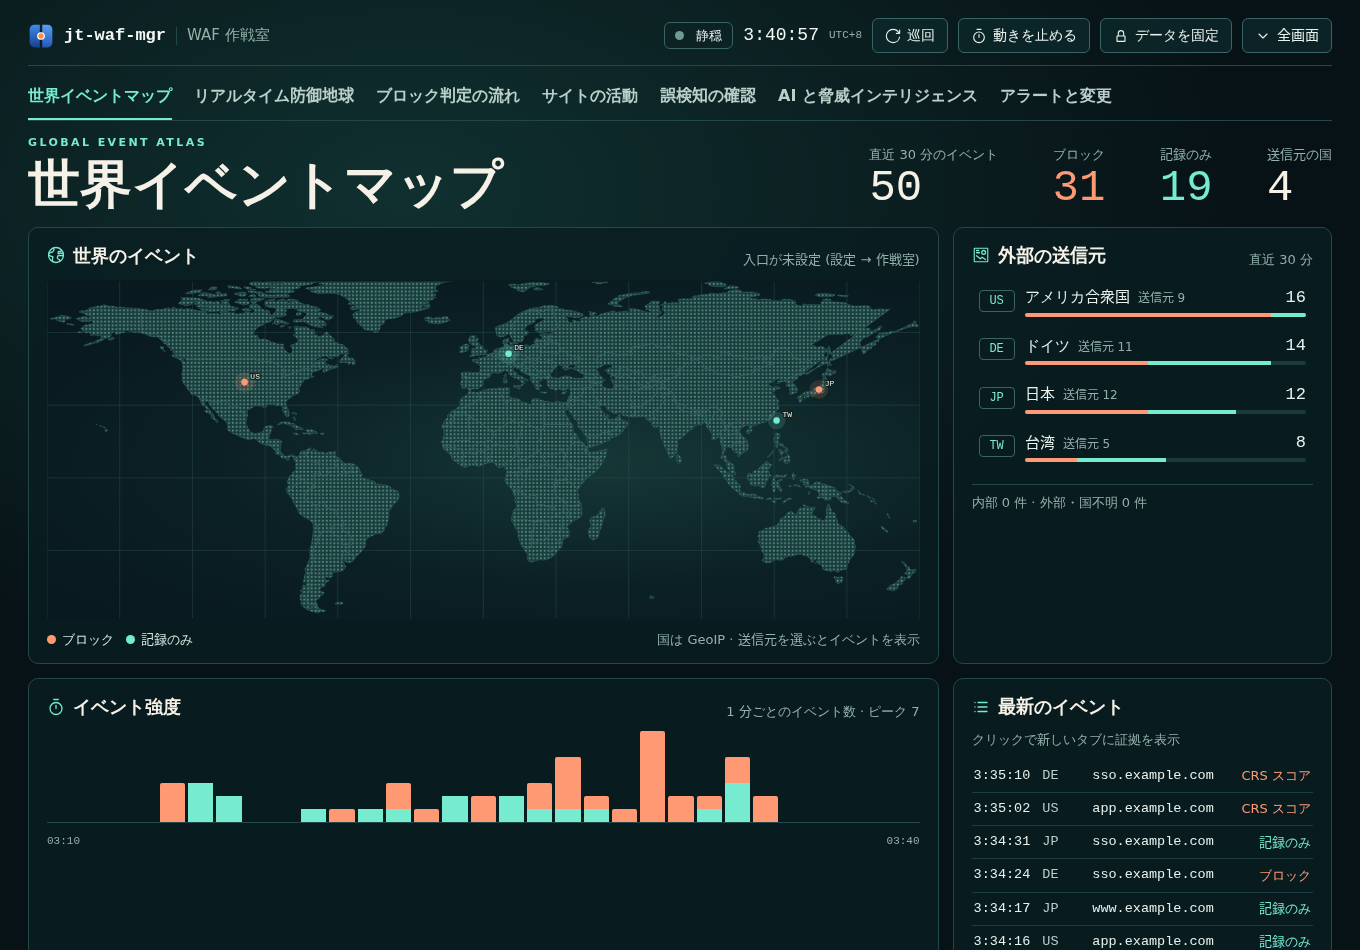 jt-waf-mgr WAF 作戦室
静穏 3:40:57 UTC+8 巡回 動きを止める データを固定 全画面
世界イベントマップ リアルタイム防御地球 ブロック判定の流れ サイトの活動 誤検知の確認 AI と脅威インテリジェンス アラートと変更
GLOBAL EVENT ATLAS
世界イベントマップ
直近 30 分のイベント ブロック 記録のみ 送信元の国
50 31 19 4
世界のイベント
入口が未設定 (設定 → 作戦室)
US
DE
JP
TW
ブロック 記録のみ
国は GeoIP · 送信元を選ぶとイベントを表示
外部の送信元
直近 30 分
US アメリカ合衆国 送信元 9 16
DE ドイツ 送信元 11 14
JP 日本 送信元 12 12
TW 台湾 送信元 5 8
内部 0 件 · 外部・国不明 0 件
イベント強度
1 分ごとのイベント数 · ピーク 7
03:10 03:40
最新のイベント
クリックで新しいタブに証拠を表示
3:35:10 DE sso.example.com CRS スコア
3:35:02 US app.example.com CRS スコア
3:34:31 JP sso.example.com 記録のみ
3:34:24 DE sso.example.com ブロック
3:34:17 JP www.example.com 記録のみ
3:34:16 US app.example.com 記録のみ